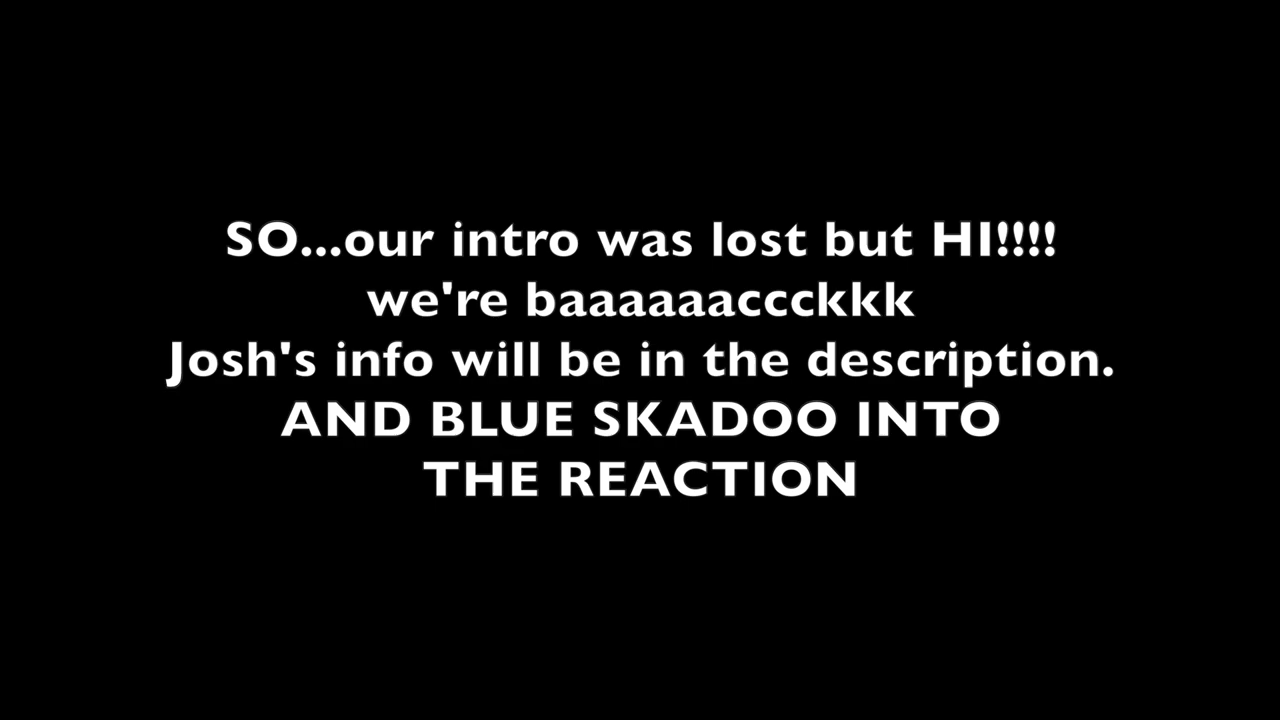 SO...our intro was lost but HI!!!!
we're baaaaaaccckkk
Josh's info will be in the description.
AND BLUE SKADOO INTO
THE REACTION